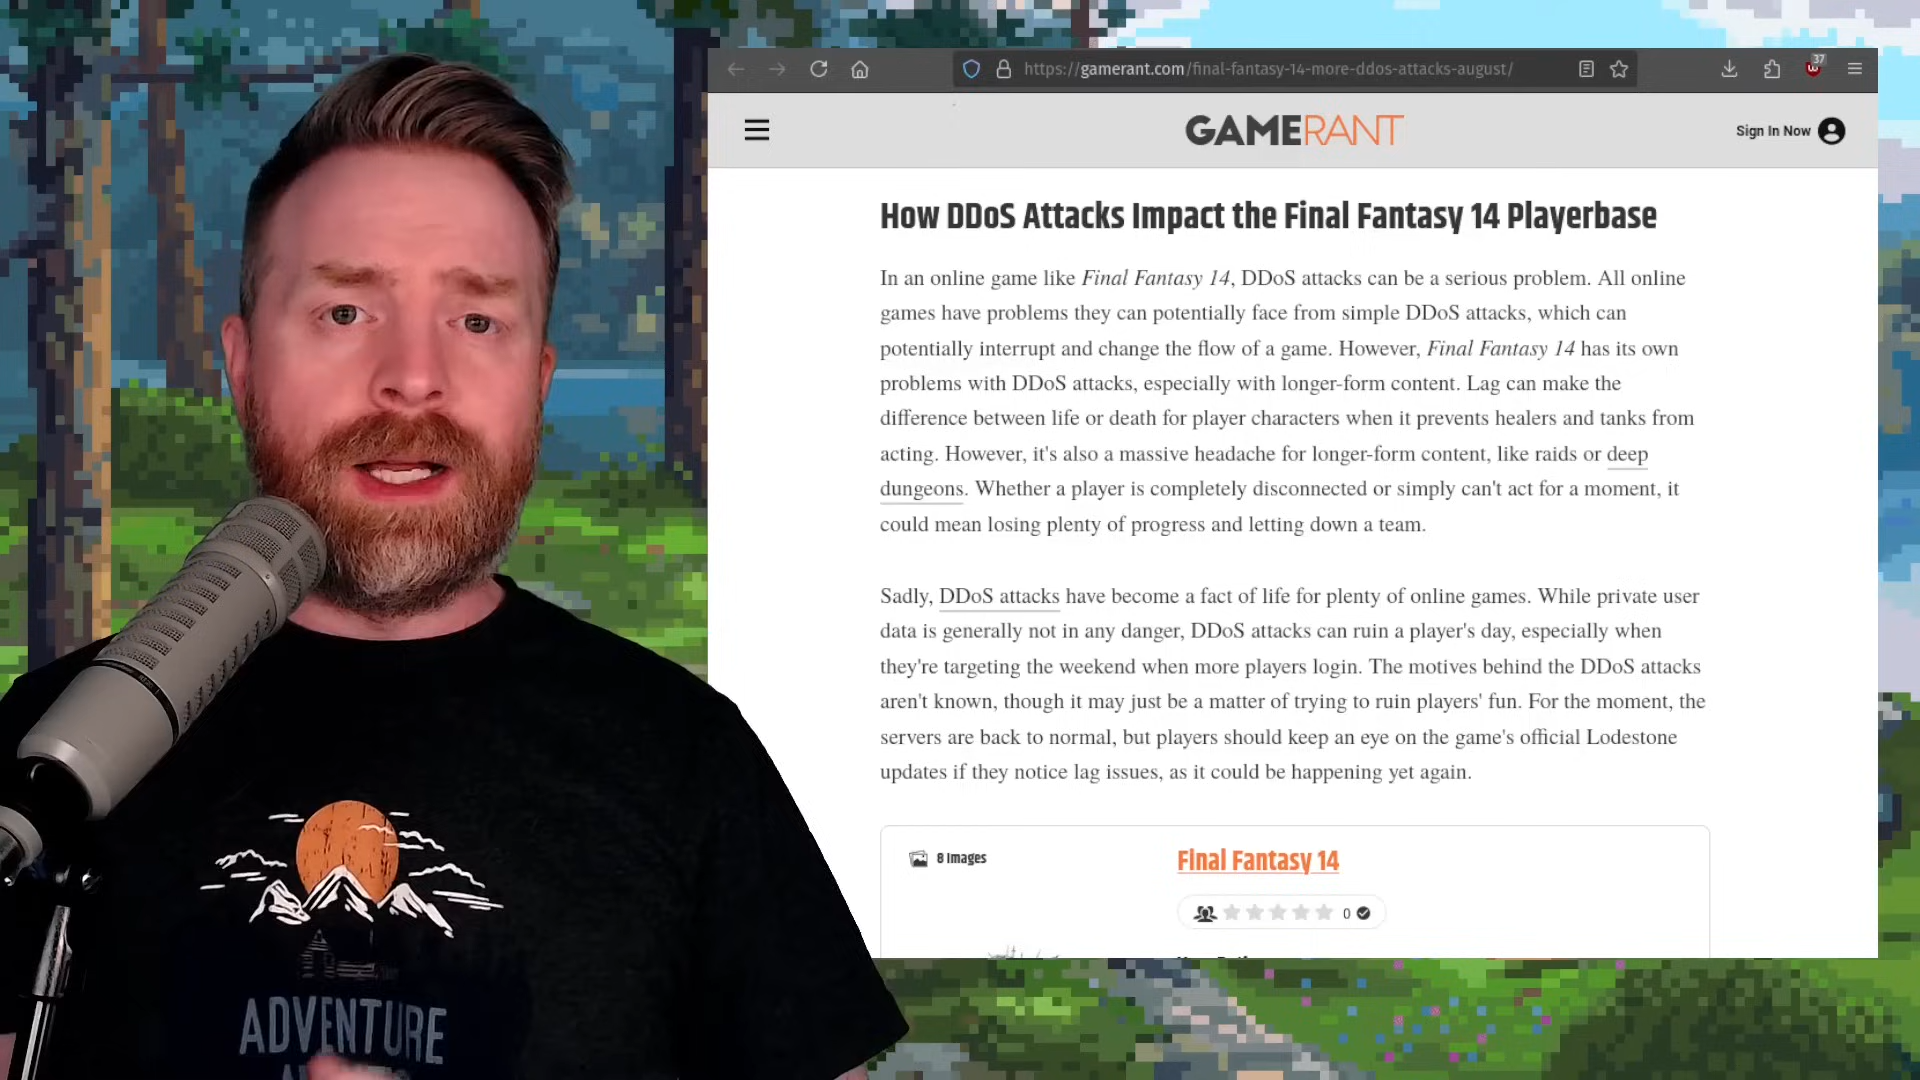 https://gamerant.com/final-fantasy-14-more-ddos-attacks-august/
37
GAMERANT
Sign In Now
How DDoS Attacks Impact the Final Fantasy 14 Playerbase
In an online game like Final Fantasy 14, DDoS attacks can be a serious problem. All online
games have problems they can potentially face from simple DDoS attacks, which can
potentially interrupt and change the flow of a game. However, Final Fantasy 14 has its own
problems with DDoS attacks, especially with longer-form content. Lag can make the
difference between life or death for player characters when it prevents healers and tanks from
acting. However, it's also a massive headache for longer-form content, like raids or deep
dungeons. Whether a player is completely disconnected or simply can't act for a moment, it
could mean losing plenty of progress and letting down a team.
Sadly, DDoS attacks have become a fact of life for plenty of online games. While private user
data is generally not in any danger, DDoS attacks can ruin a player's day, especially when
they're targeting the weekend when more players login. The motives behind the DDoS attacks
aren't known, though it may just be a matter of trying to ruin players' fun. For the moment, the
servers are back to normal, but players should keep an eye on the game's official Lodestone
updates if they notice lag issues, as it could be happening yet again.
8 Images
Final Fantasy 14
0
ADVENTURE